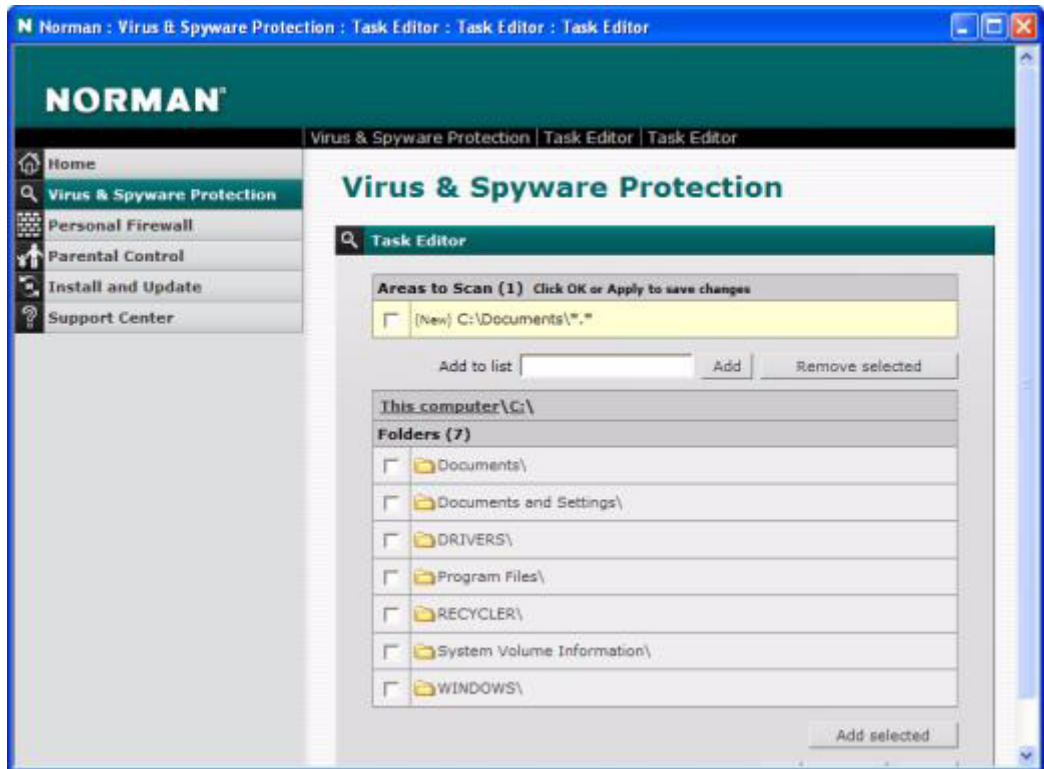 Norman : Virus & Spyware Protection : Task Editor : Task Editor : Task Editor
NORMAN
Virus & Spyware Protection | Task Editor | Task Editor
Home
Virus & Spyware Protection
Personal Firewall
Parental Control
Install and Update
Support Center
Virus & Spyware Protection
Task Editor
Areas to Scan (1) Click OK or Apply to save changes
(New) C:\Documents\*.*
Add to list Add Remove selected
This computer\C:\
Folders (7)
Documents\
Documents and Settings\
DRIVERS\
Program Files\
RECYCLER\
System Volume Information\
WINDOWS\
Add selected